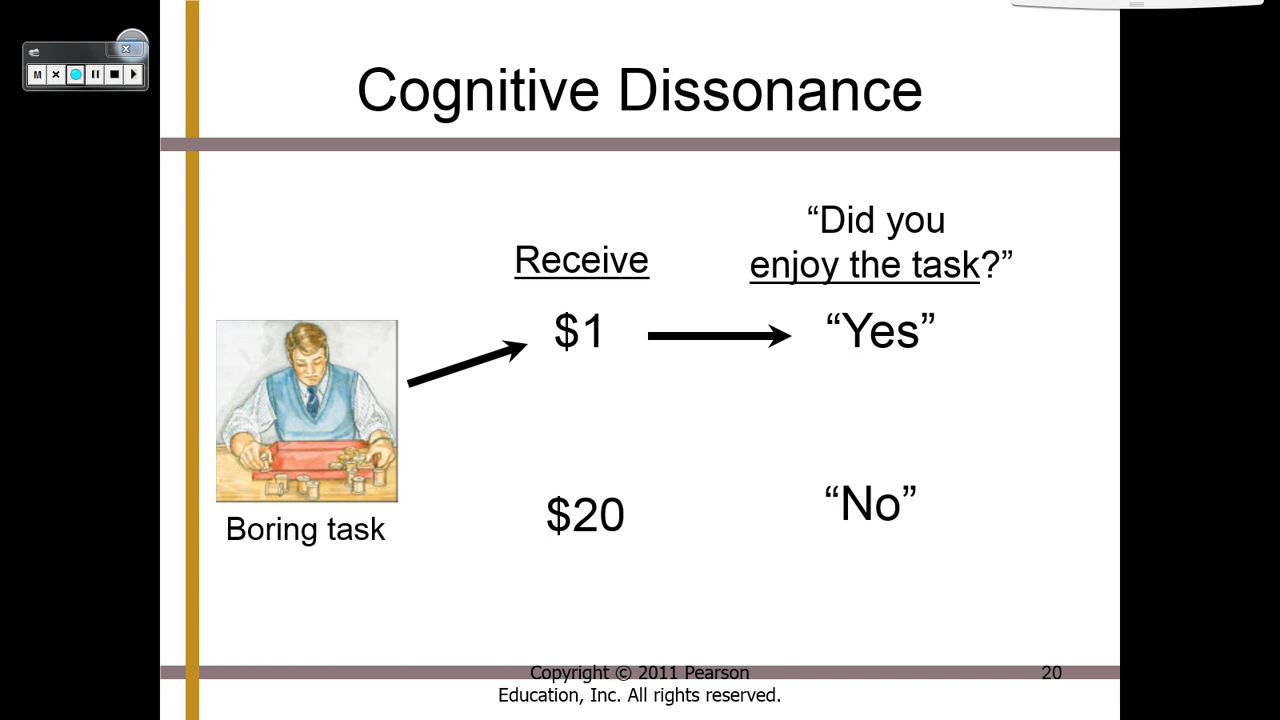 M
Cognitive Dissonance
Receive
“Did you
enjoy the task?”
$1
“Yes”
$20
“No”
Boring task
Copyright © 2011 Pearson
Education, Inc. All rights reserved.
20